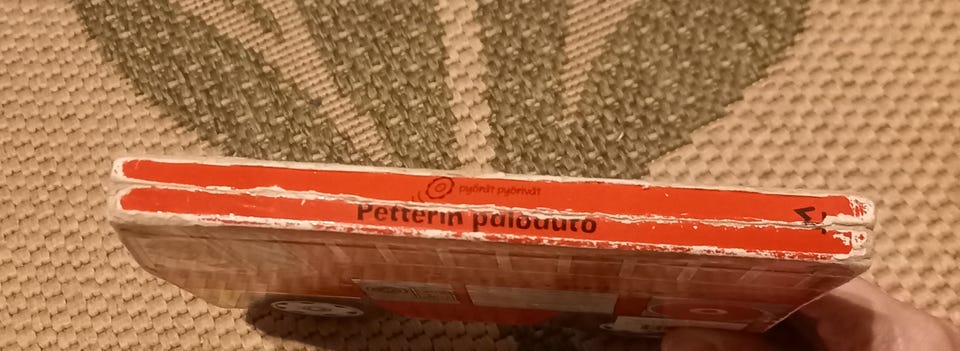 pyörät pyörivät
Petterin paloauto